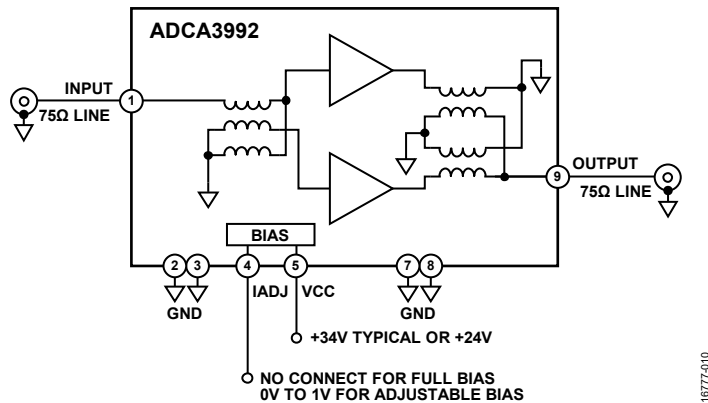 ADCA3992
INPUT
1
75Ω LINE
OUTPUT
9
75Ω LINE
BIAS
2 3 4 5 7 8
IADJ VCC
GND GND
+34V TYPICAL OR +24V
NO CONNECT FOR FULL BIAS
0V TO 1V FOR ADJUSTABLE BIAS
16777-010